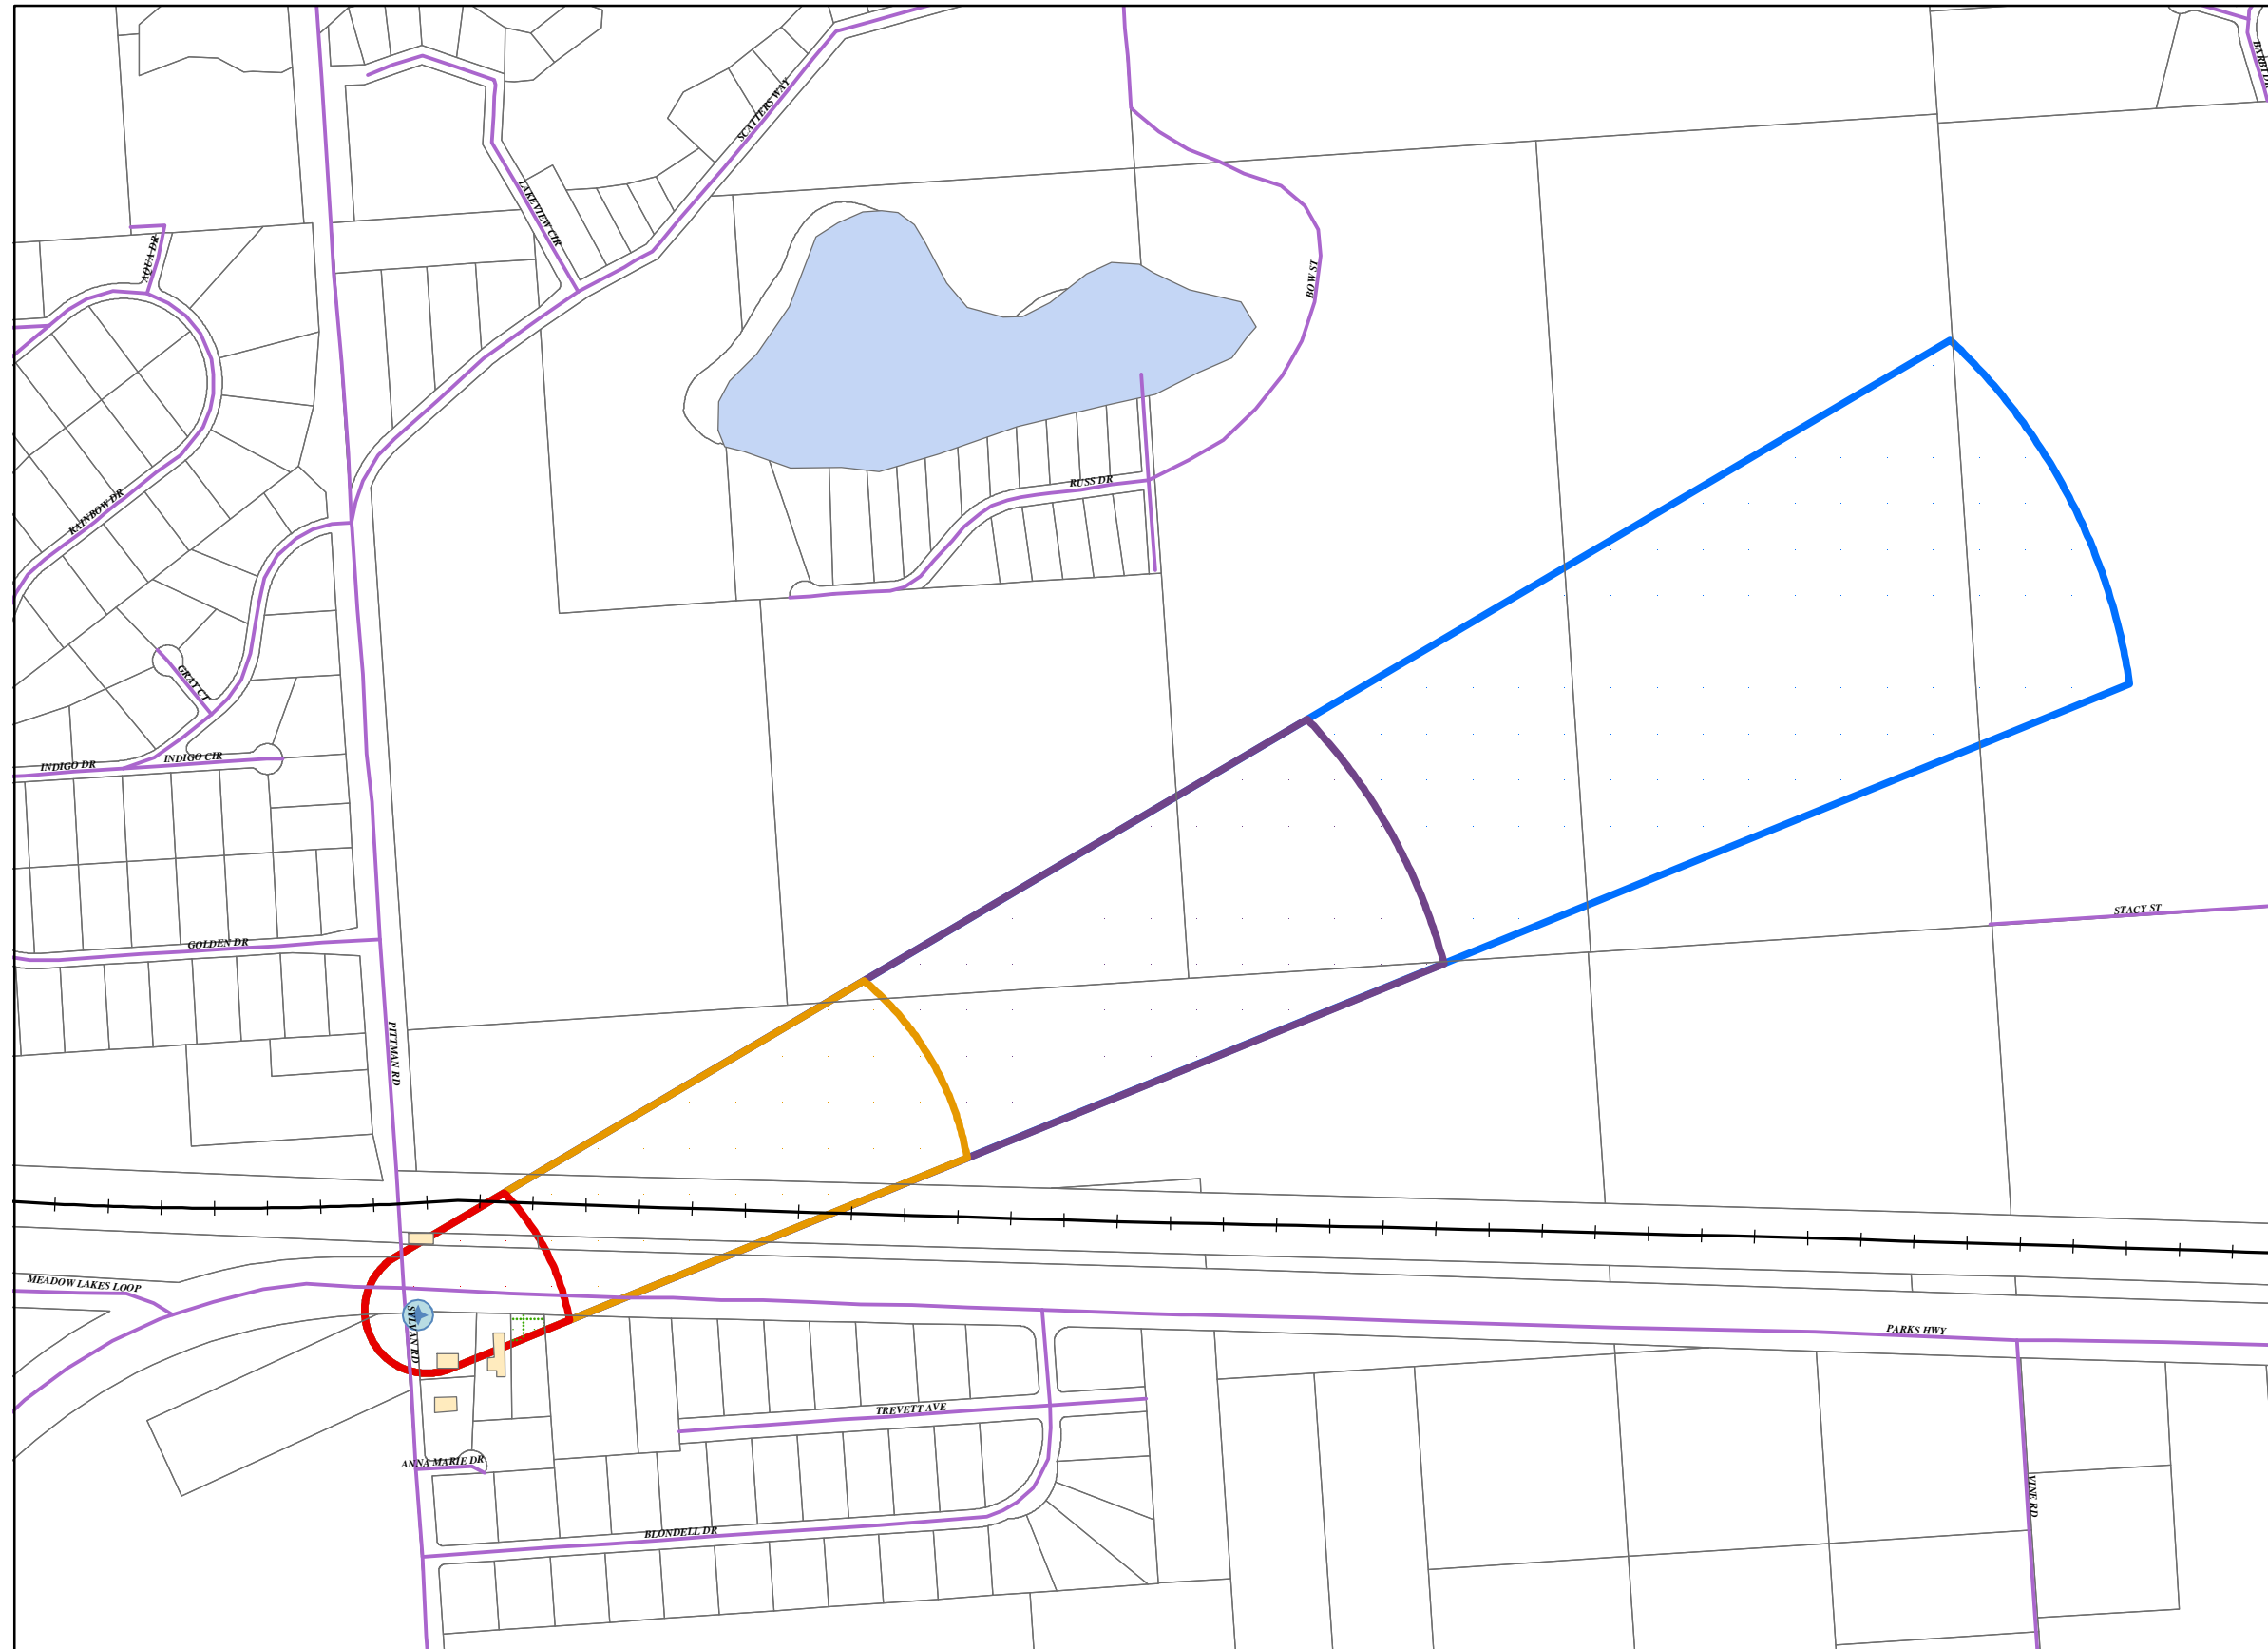 BARRI DR
SCATTERS WAY
LAKEVIEW CIR
AQUA DR
BOW ST
RUSS DR
RAINBOW DR
GRAY CT
INDIGO DR
INDIGO CIR
STACY ST
GOLDEN DR
PITTMAN RD
MEADOW LAKES LOOP
SYLVAN RD
PARKS HWY
TREVETT AVE
ANNA MARIE DR
VINE RD
BLONDELL DR